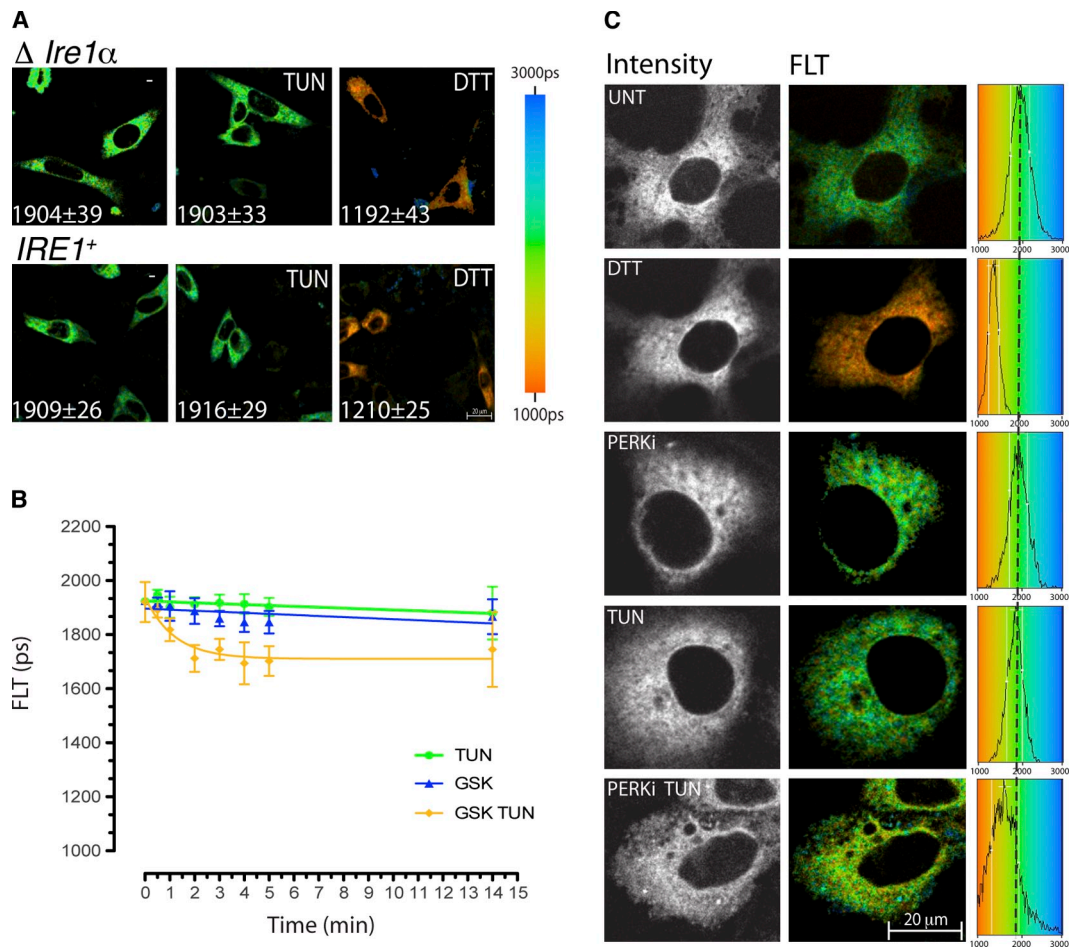 A
Δ Ire1α
-
TUN
DTT
1904±39
1903±33
1192±43
IRE1+
-
TUN
DTT
1909±26
1916±29
1210±25
20 µm
3000ps
1000ps
B
FLT (ps)
2200
2000
1800
1600
1400
1200
1000
0 1 2 3 4 5 6 7 8 9 10 11 12 13 14 15
Time (min)
TUN
GSK
GSK TUN
C
Intensity
FLT
UNT
1000 2000 3000
DTT
1000 2000 3000
PERKi
1000 2000 3000
TUN
1000 2000 3000
PERKi TUN
20 µm
1000 2000 3000